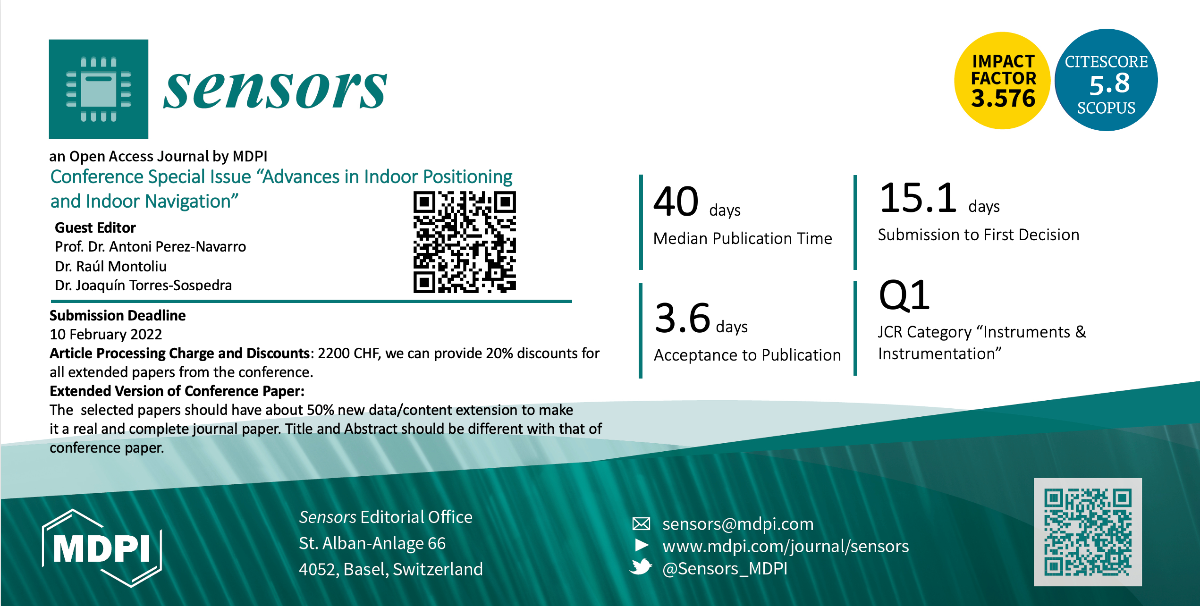 sensors
IMPACT
FACTOR
3.576
CITESCORE
5.8
SCOPUS
an Open Access Journal by MDPI
Conference Special Issue “Advances in Indoor Positioning
and Indoor Navigation”
Guest Editor
Prof. Dr. Antoni Perez-Navarro
Dr. Raúl Montoliu
Dr. Joaquín Torres-Sospedra
Submission Deadline
10 February 2022
Article Processing Charge and Discounts: 2200 CHF, we can provide 20% discounts for
all extended papers from the conference.
Extended Version of Conference Paper:
The selected papers should have about 50% new data/content extension to make
it a real and complete journal paper. Title and Abstract should be different with that of
conference paper.
40 days
Median Publication Time
15.1 days
Submission to First Decision
3.6 days
Acceptance to Publication
Q1
JCR Category “Instruments &
Instrumentation”
MDPI
Sensors Editorial Office
St. Alban-Anlage 66
4052, Basel, Switzerland
sensors@mdpi.com
www.mdpi.com/journal/sensors
@Sensors_MDPI